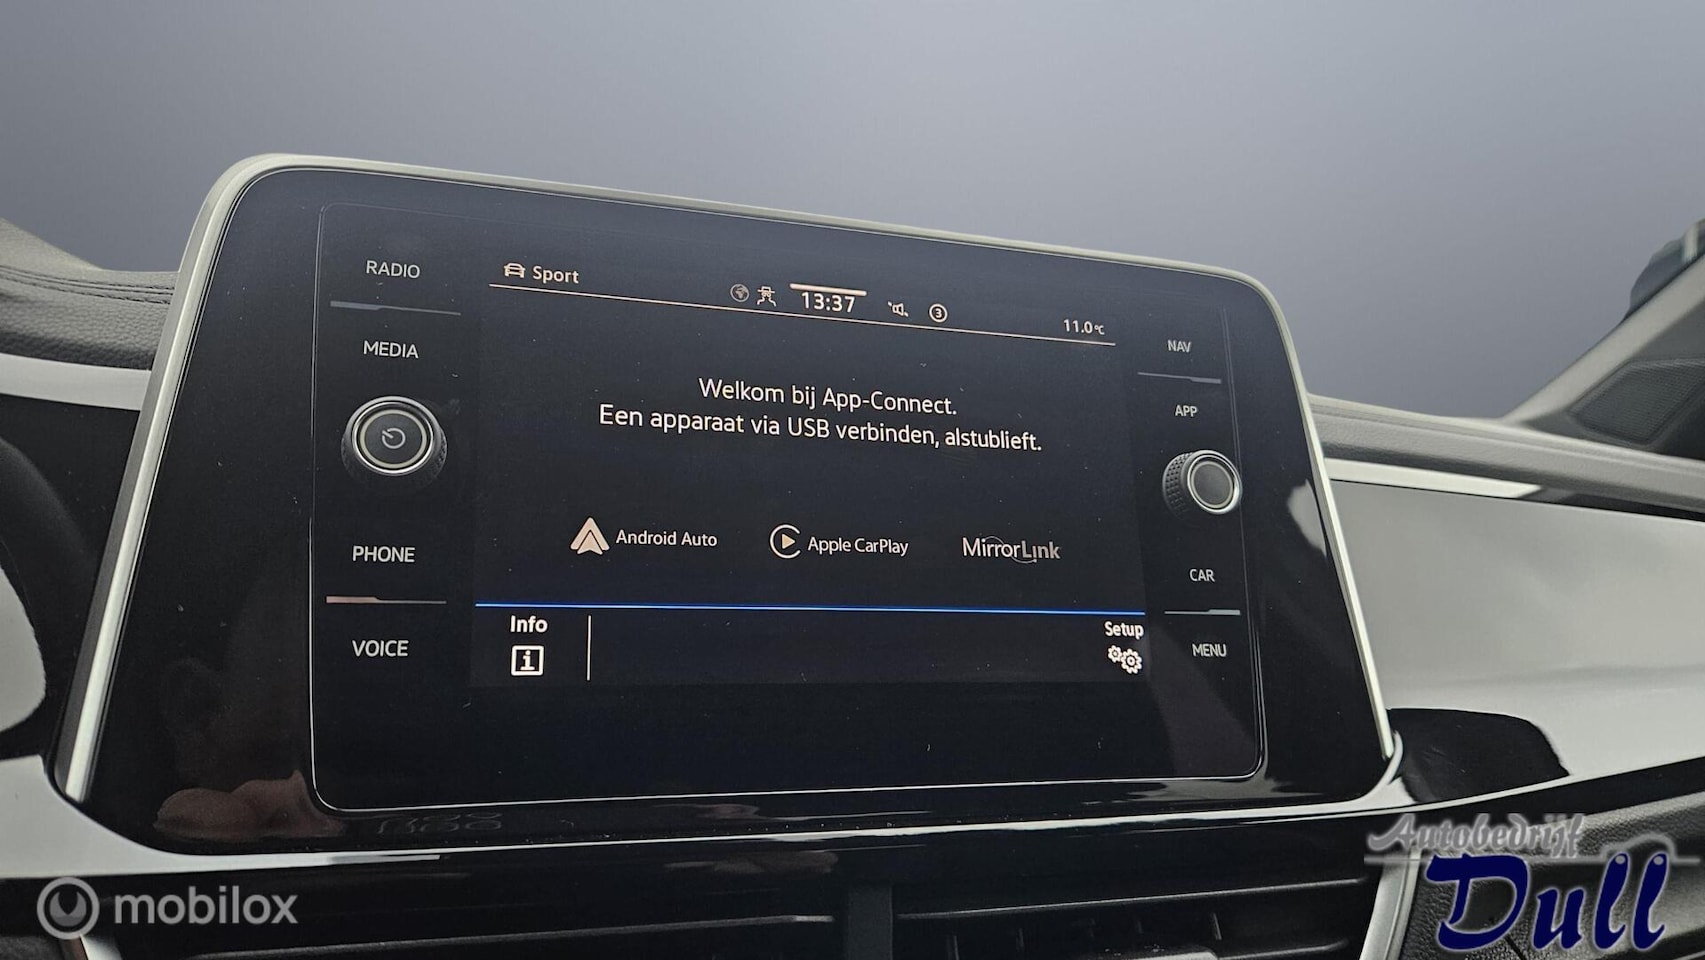 RADIO
MEDIA
PHONE
VOICE
Sport
13:37
3
11.0°C
Welkom bij App-Connect.
Een apparaat via USB verbinden, alstublieft.
Android Auto
Apple CarPlay
MirrorLink
Info
i
Setup
NAV
APP
CAR
MENU
mobilox
Autobedrijf
Dull